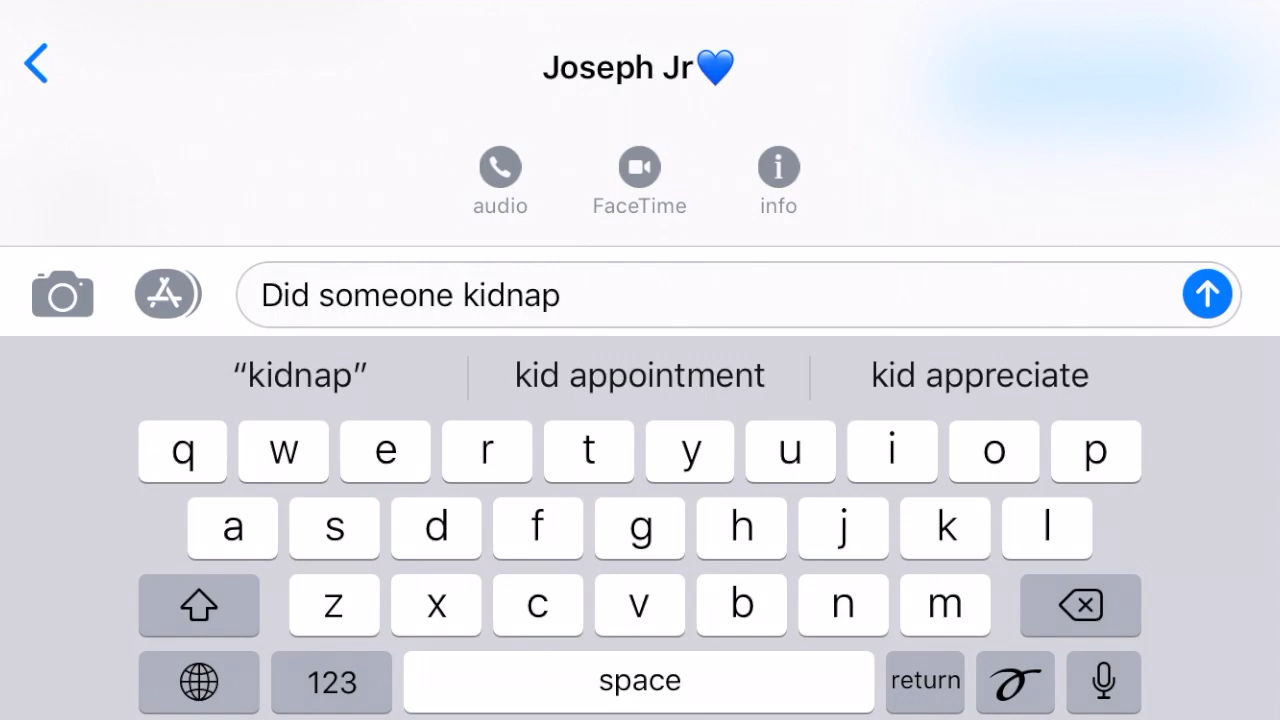 Joseph Jr💙
audio FaceTime info
Did someone kidnap
“kidnap” kid appointment kid appreciate
q w e r t y u i o p
a s d f g h j k l
z x c v b n m
123 space return